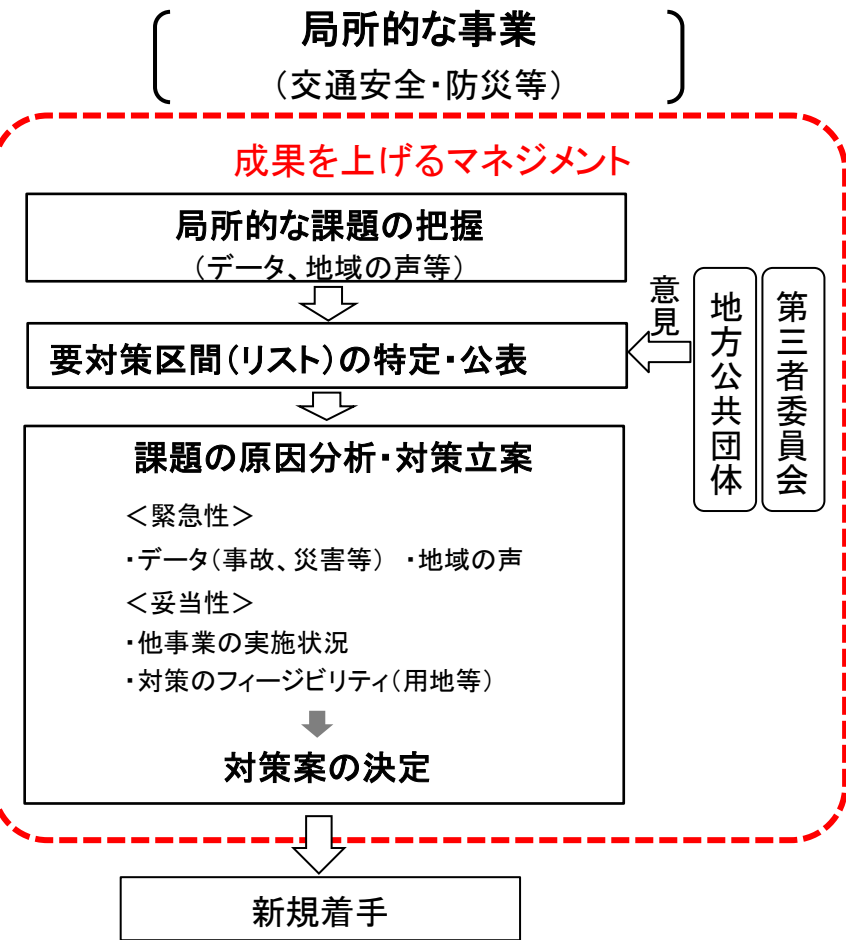 局所的な事業
（交通安全・防災等）
成果を上げるマネジメント
局所的な課題の把握
（データ、地域の声等）
要対策区間（リスト）の特定・公表
意見
地方公共団体
第三者委員会
課題の原因分析・対策立案
＜緊急性＞
・データ（事故、災害等）　・地域の声
＜妥当性＞
・他事業の実施状況
・対策のフィージビリティ（用地等）
対策案の決定
新規着手